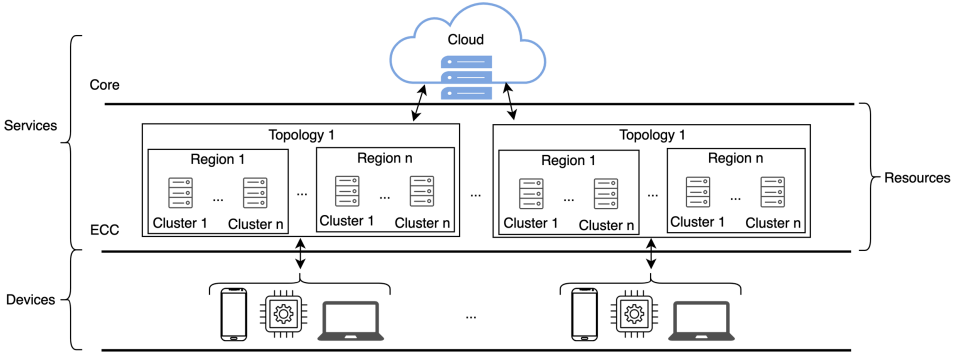 Cloud
Core
Services
Topology 1
Topology 1
Region 1
Region n
Region 1
Region n
Resources
...
...
...
...
...
...
...
Cluster 1
Cluster n
Cluster 1
Cluster n
Cluster 1
Cluster n
Cluster 1
Cluster n
ECC
Devices
...